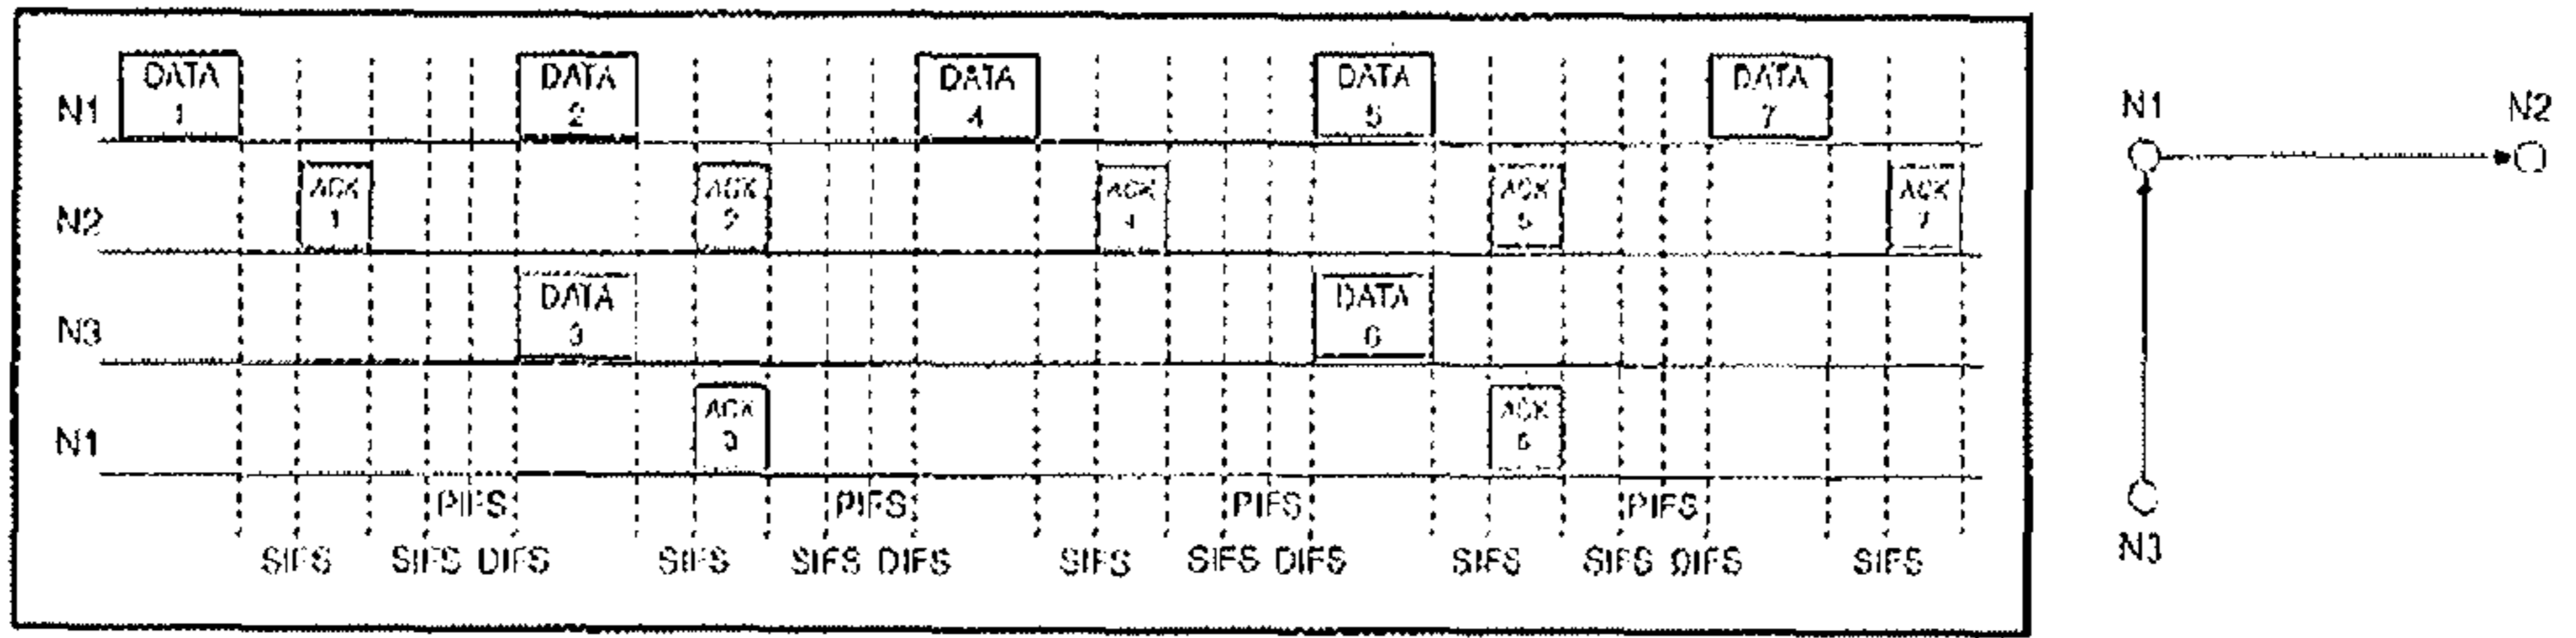 N1 DATA 1 DATA 2 DATA 4 DATA 5 DATA 7
N2 ACK 1 ACK 2 ACK 4 ACK 5 ACK 7
N3 DATA 3 DATA 6
N1 ACK 3 ACK 6
PIFS PIFS PIFS PIFS
SIFS SIFS DIFS SIFS SIFS DIFS SIFS SIFS DIFS SIFS SIFS DIFS SIFS
N1 N2
N3